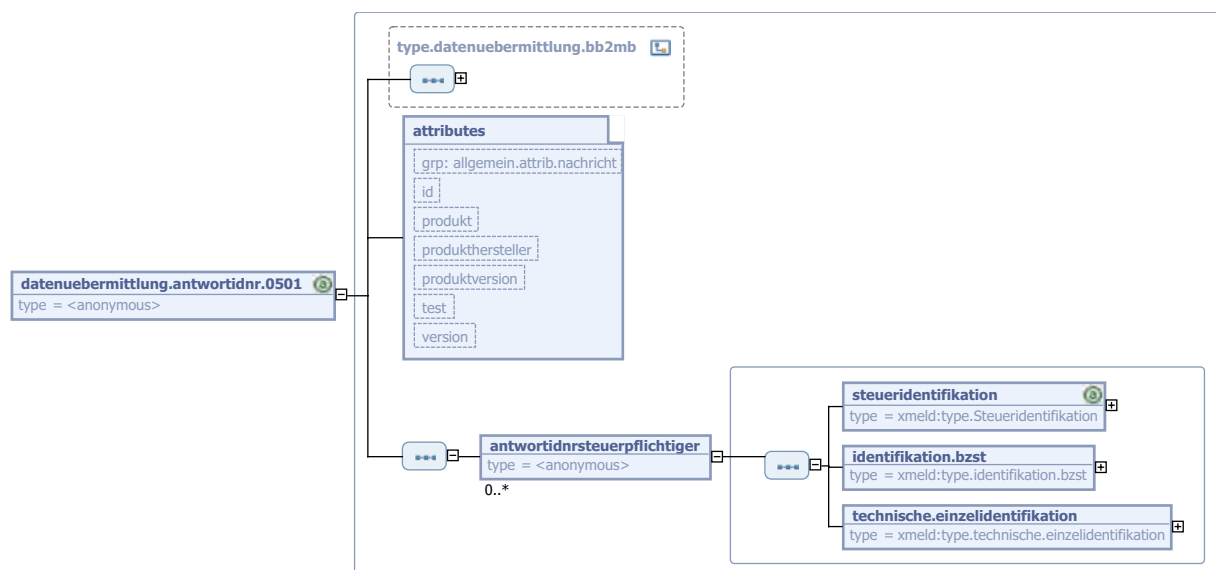 type.datenuebermittlung.bb2mb
attributes
grp: allgemein.attrib.nachricht
id
produkt
produkthersteller
produktversion
test
version
datenuebermittlung.antwortidnr.0501
type = <anonymous>
antwortidnrsteuerpflichtiger
type = <anonymous>
0..*
steueridentifikation
type = xmeld:type.Steueridentifikation
identifikation.bzst
type = xmeld:type.identifikation.bzst
technische.einzelidentifikation
type = xmeld:type.technische.einzelidentifikation